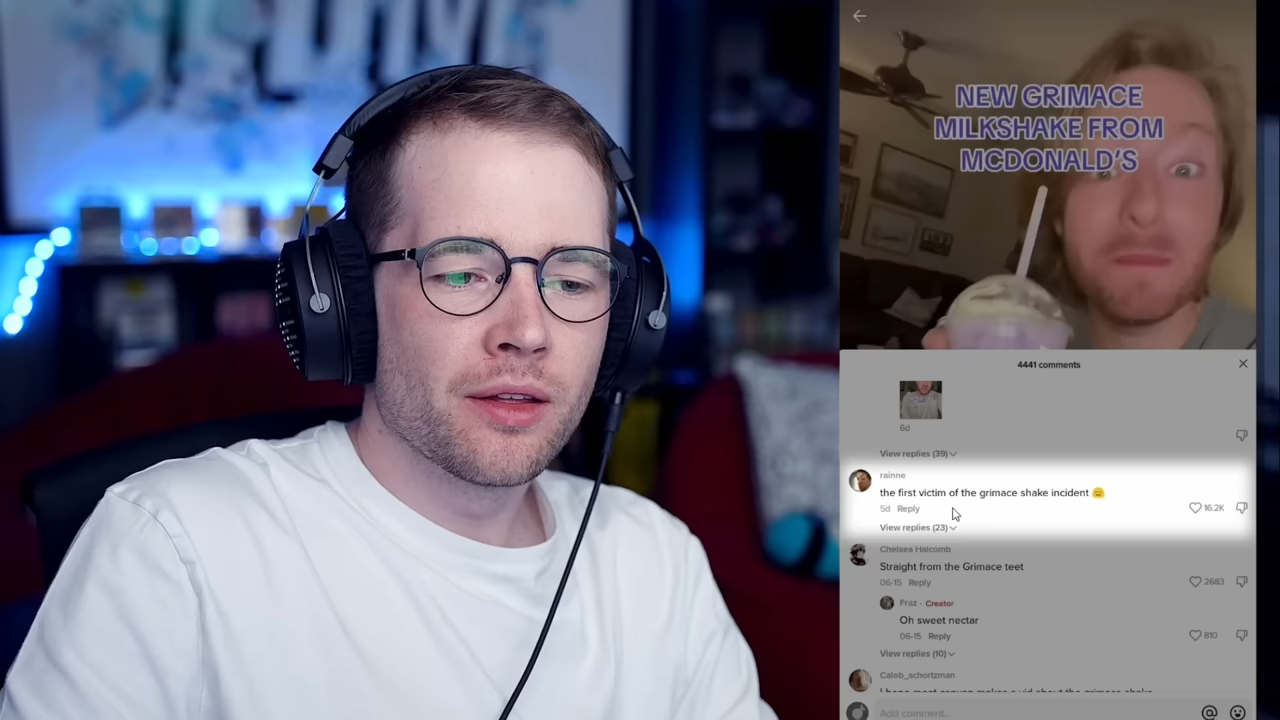 NEW GRIMACE
MILKSHAKE FROM
MCDONALD'S
4441 comments
6d
View replies (39)
rainne
the first victim of the grimace shake incident 😑
5d Reply
16.2K
View replies (23)
Chelsea Halcomb
Straight from the Grimace teet
06-15 Reply
2683
Fraz · Creator
Oh sweet nectar
06-15 Reply
810
View replies (10)
Caleb_schortzman
Add comment...